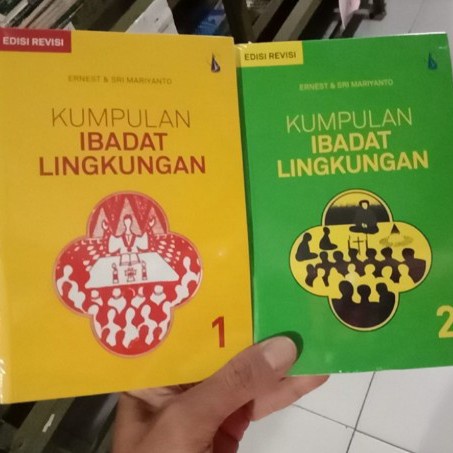 EDISI REVISI
ERNEST & SRI MARIYANTO
KUMPULAN
IBADAT
LINGKUNGAN
1
EDISI REVISI
ERNEST & SRI MARIYANTO
KUMPULAN
IBADAT
LINGKUNGAN
2